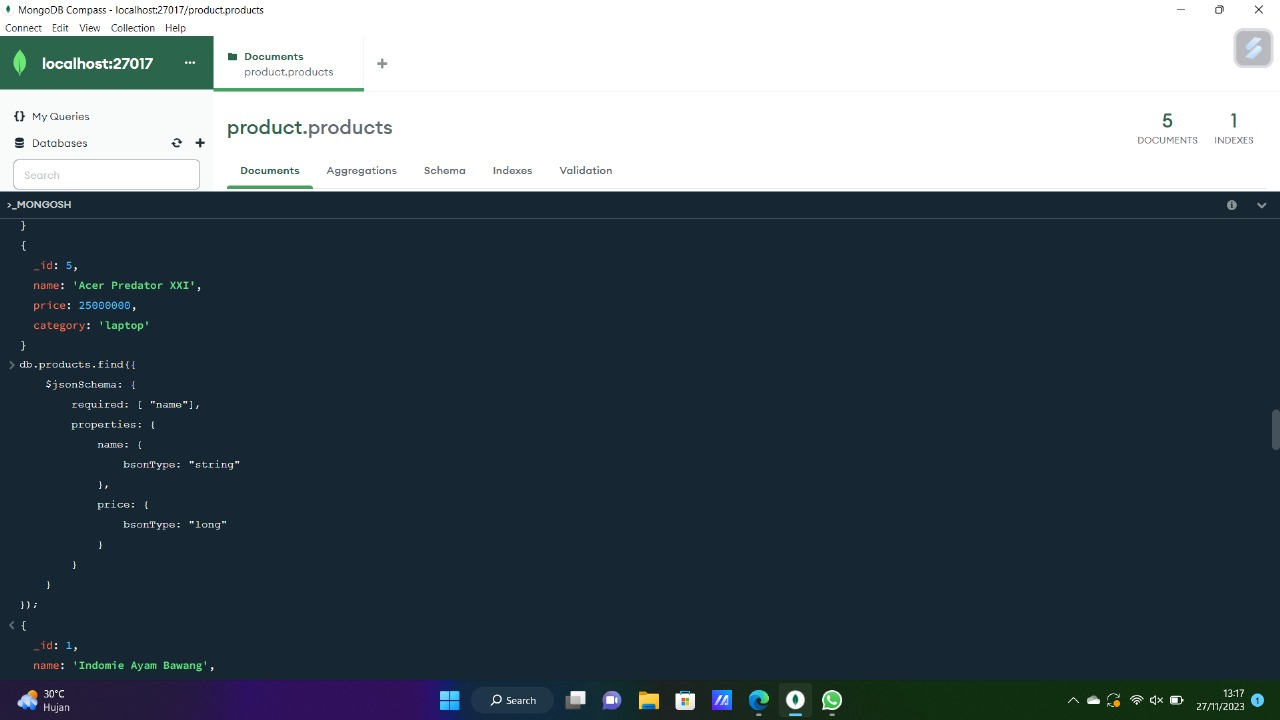 MongoDB Compass - localhost:27017/product.products
Connect Edit View Collection Help
localhost:27017 ...
Documents
product.products
+
My Queries
Databases
Search
product.products
5
DOCUMENTS
1
INDEXES
Documents Aggregations Schema Indexes Validation
>_MONGOSH
}
{
_id: 5,
name: 'Acer Predator XXI',
price: 25000000,
category: 'laptop'
}
> db.products.find({
$jsonSchema: {
required: [ "name"],
properties: {
name: {
bsonType: "string"
},
price: {
bsonType: "long"
}
}
}
});
< {
_id: 1,
name: 'Indomie Ayam Bawang',
30°C
Hujan
Search
13:17
27/11/2023
1